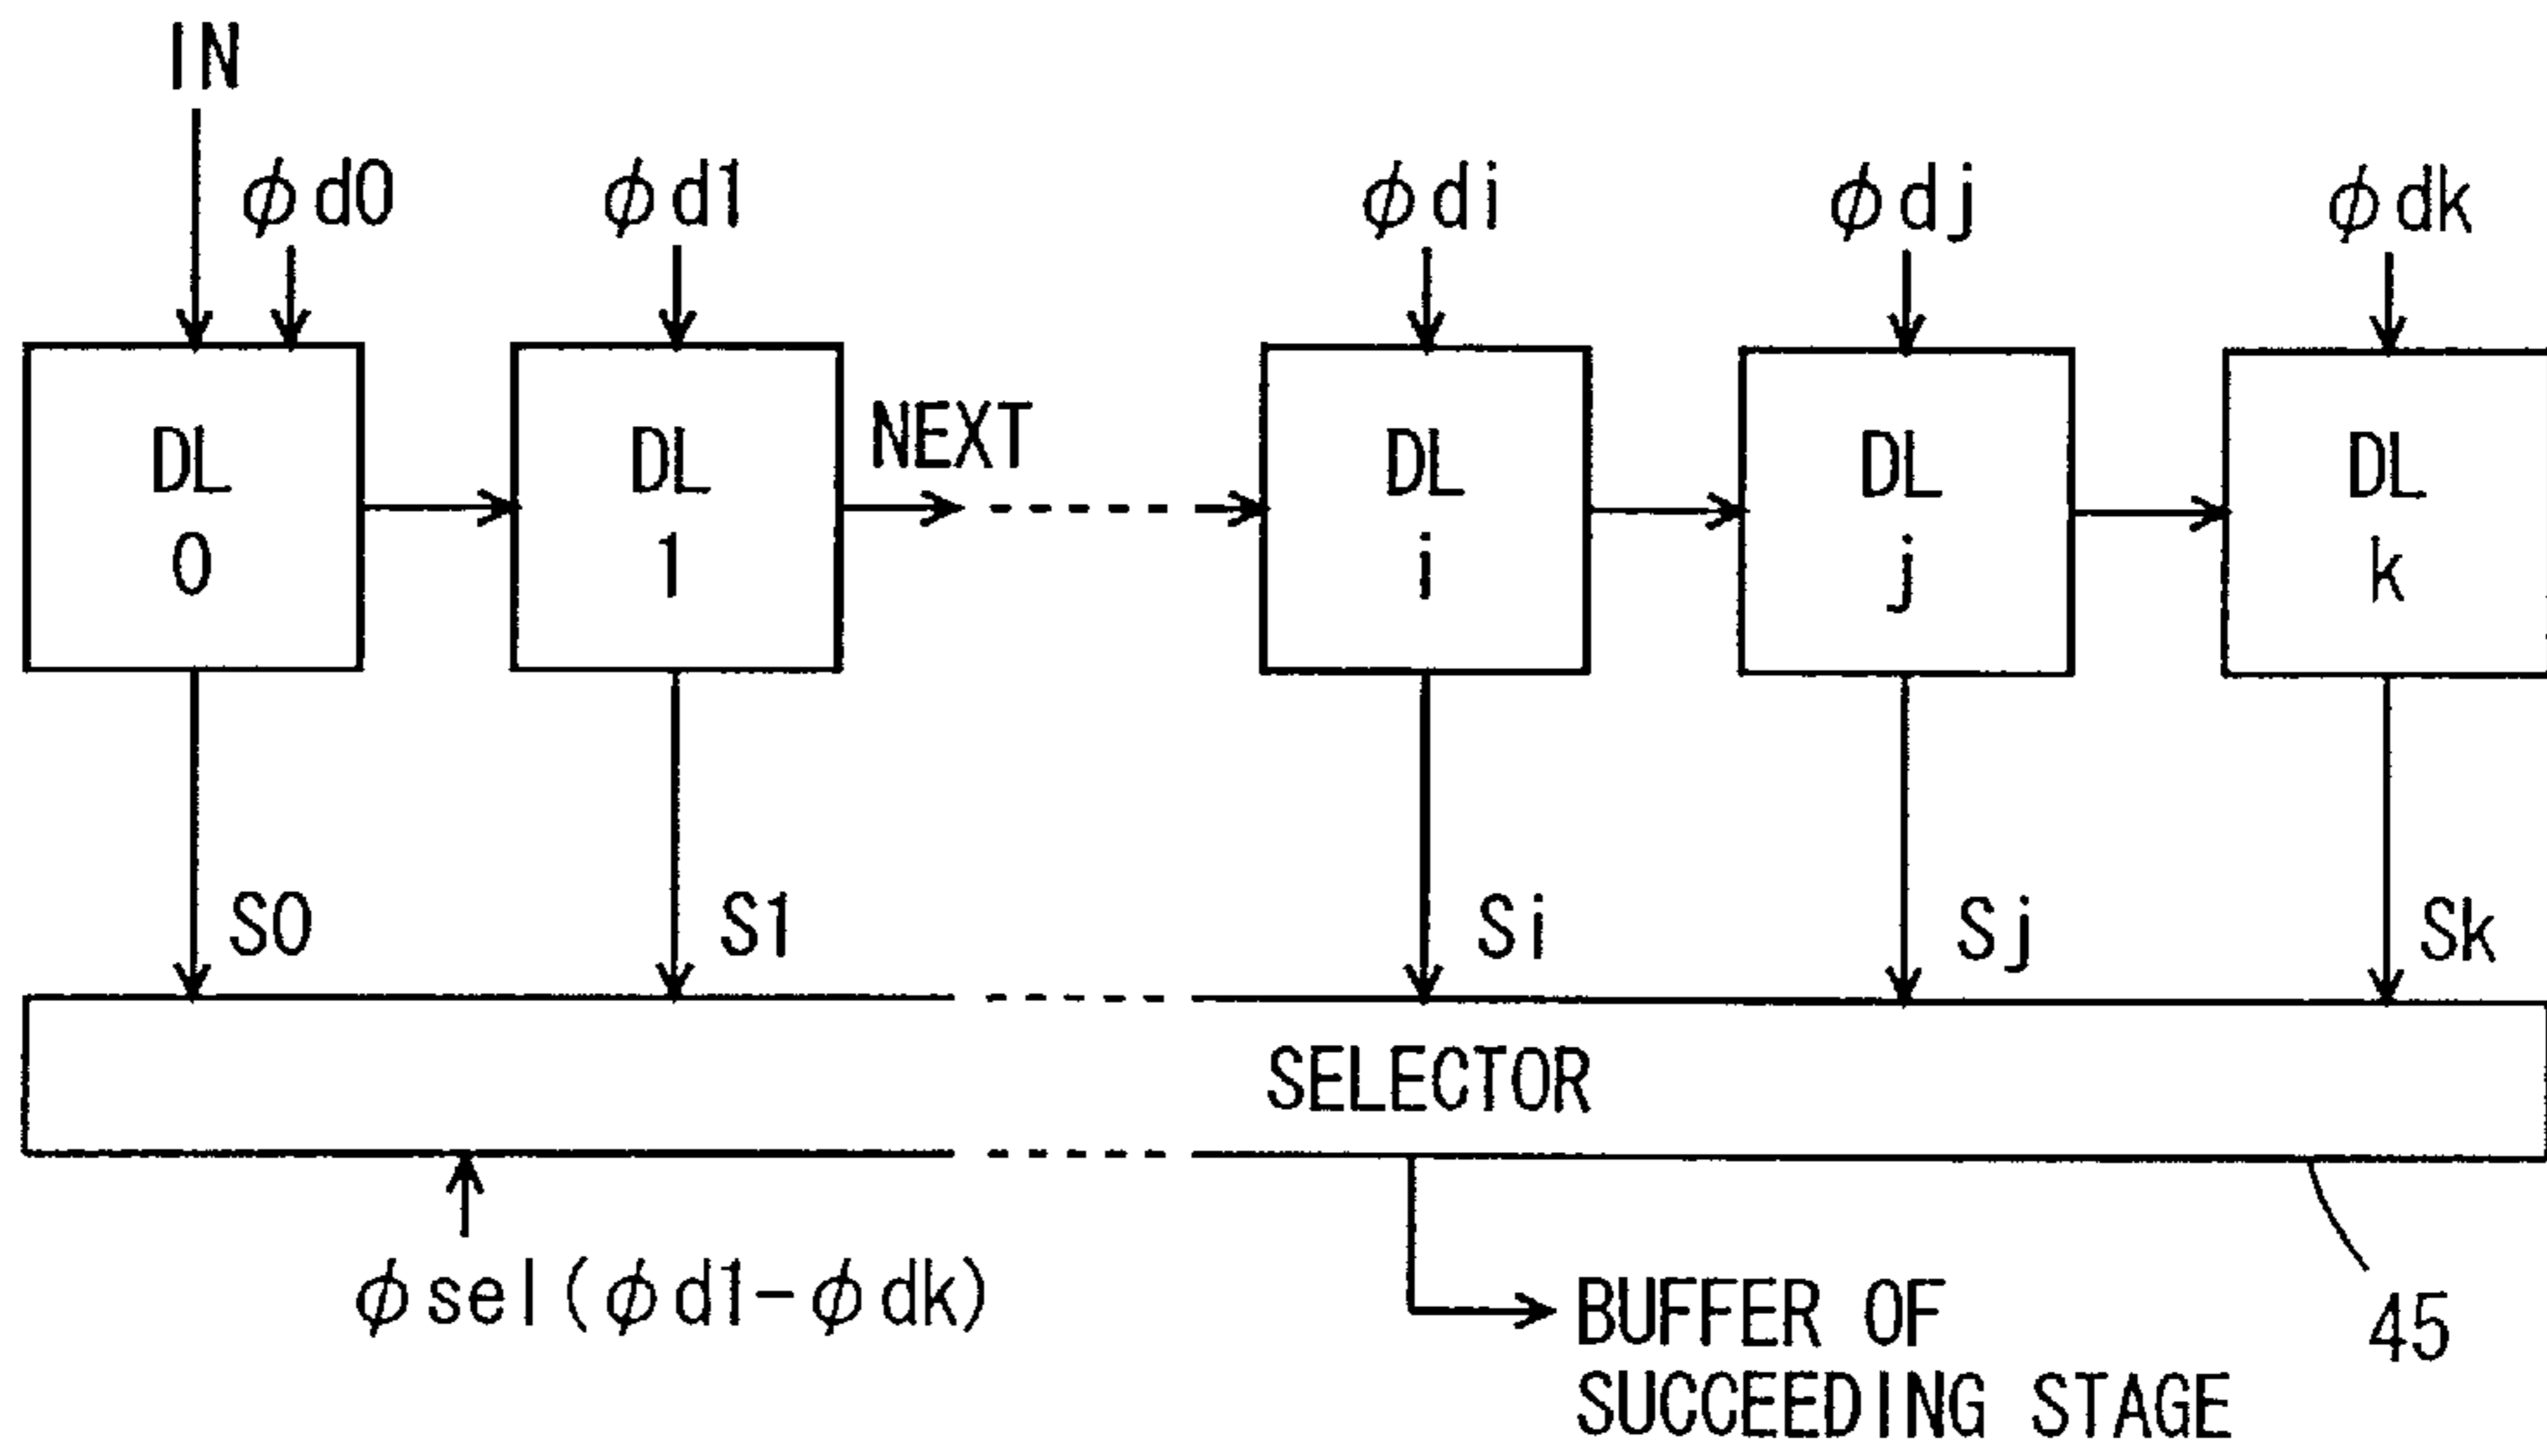 IN
ϕd0
ϕd1
ϕdi
ϕdj
ϕdk
DL
0
DL
1
NEXT
DL
i
DL
j
DL
k
S0
S1
Si
Sj
Sk
SELECTOR
ϕsel(ϕd1-ϕdk)
BUFFER OF
SUCCEEDING STAGE
45